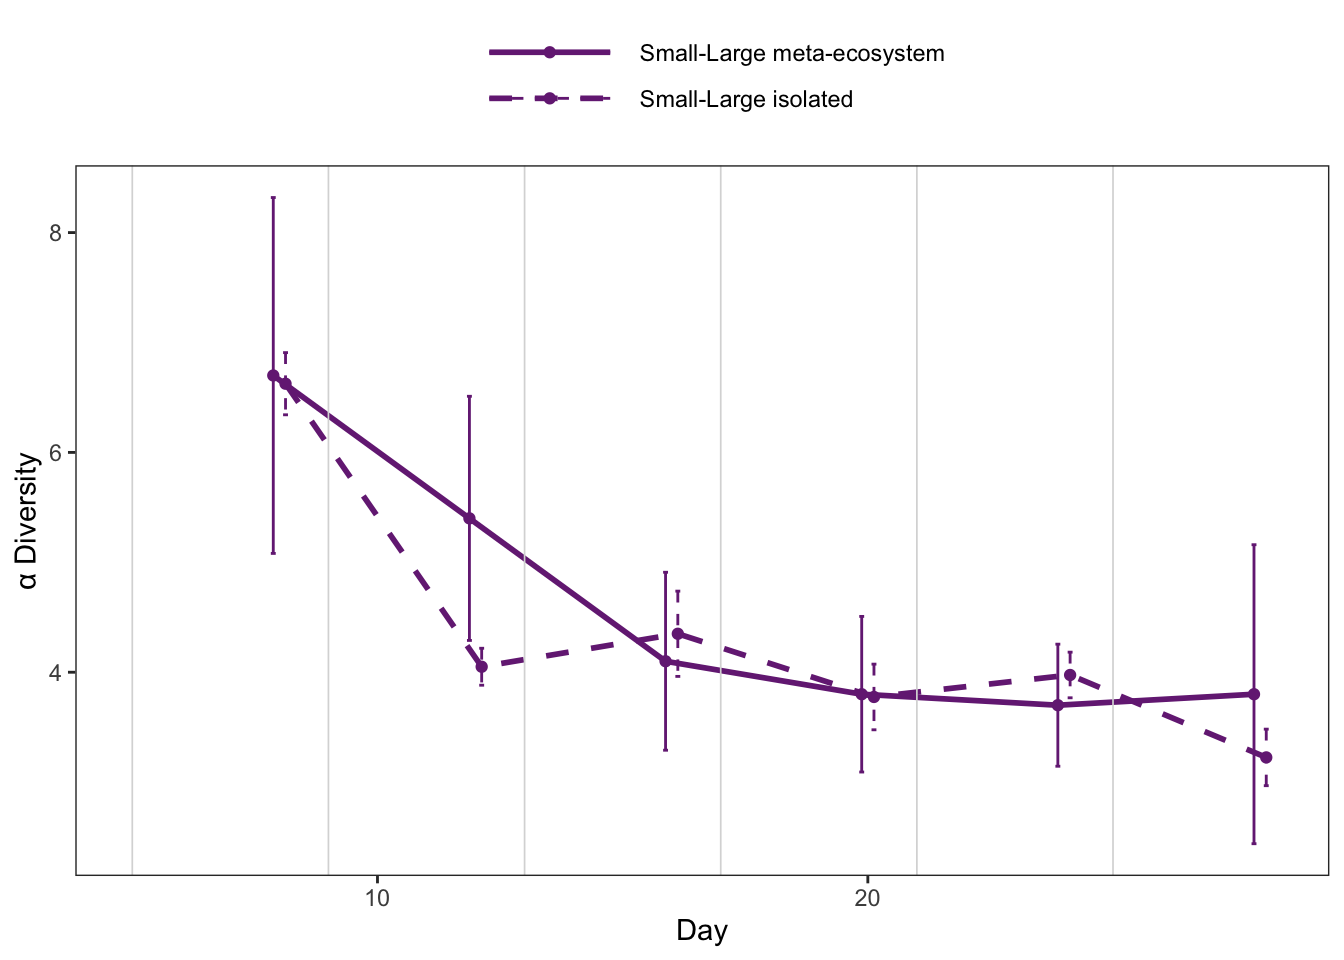 Small-Large meta-ecosystem
Small-Large isolated
8
6
4
α Diversity
10
20
Day